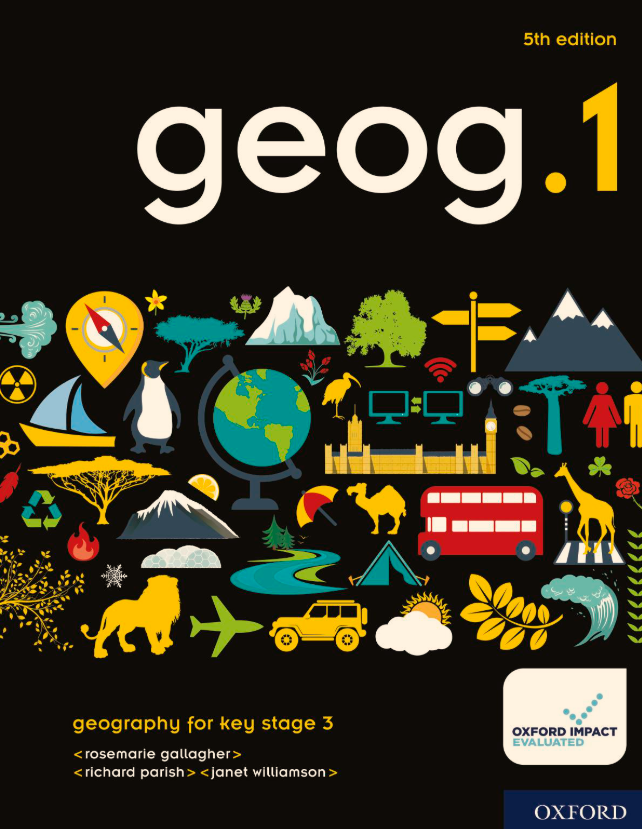 5th edition
geog.1
geography for key stage 3
<rosemarie gallagher>
<richard parish> <janet williamson>
OXFORD IMPACT
EVALUATED
OXFORD